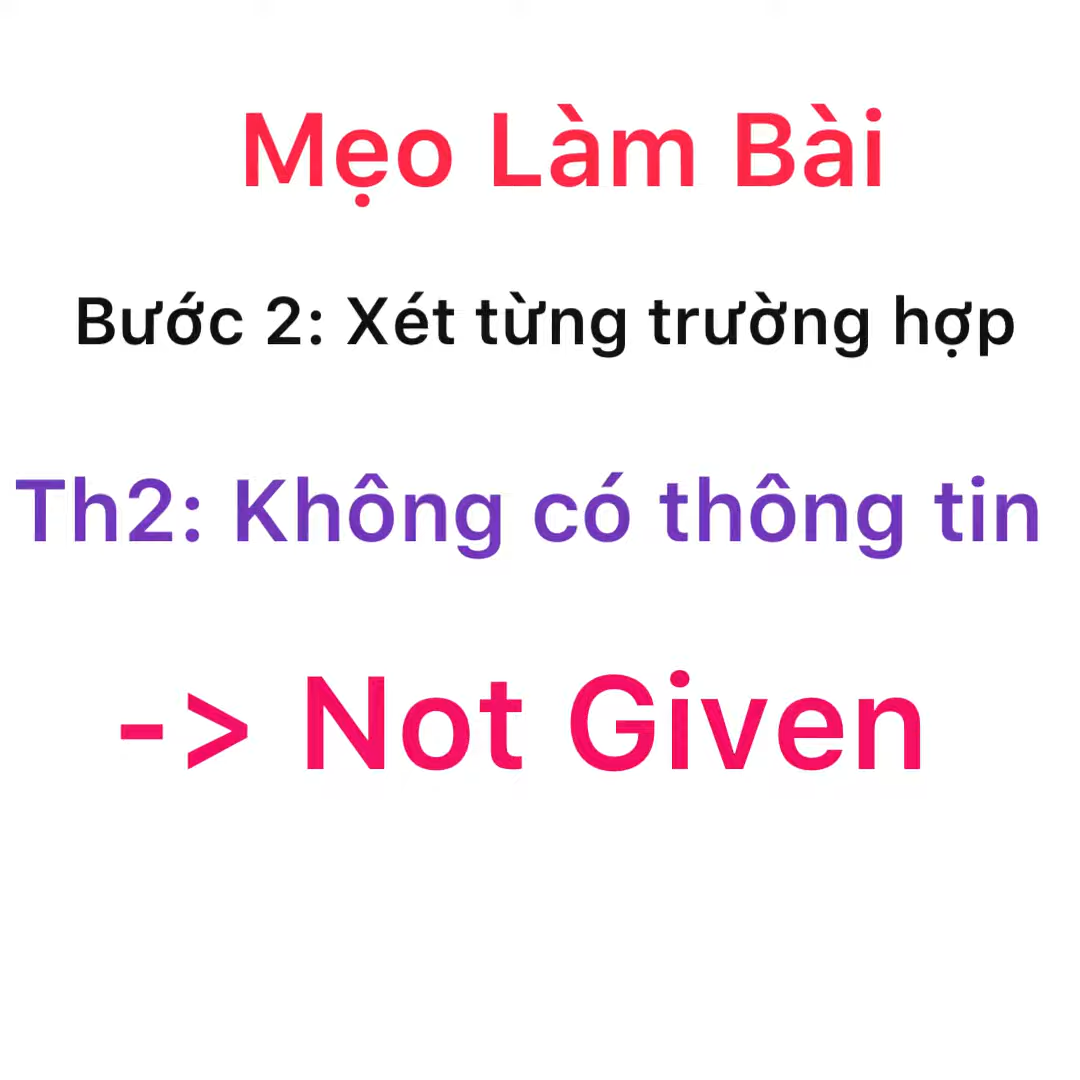 Mẹo Làm Bài
Bước 2: Xét từng trường hợp
Th2: Không có thông tin
-> Not Given